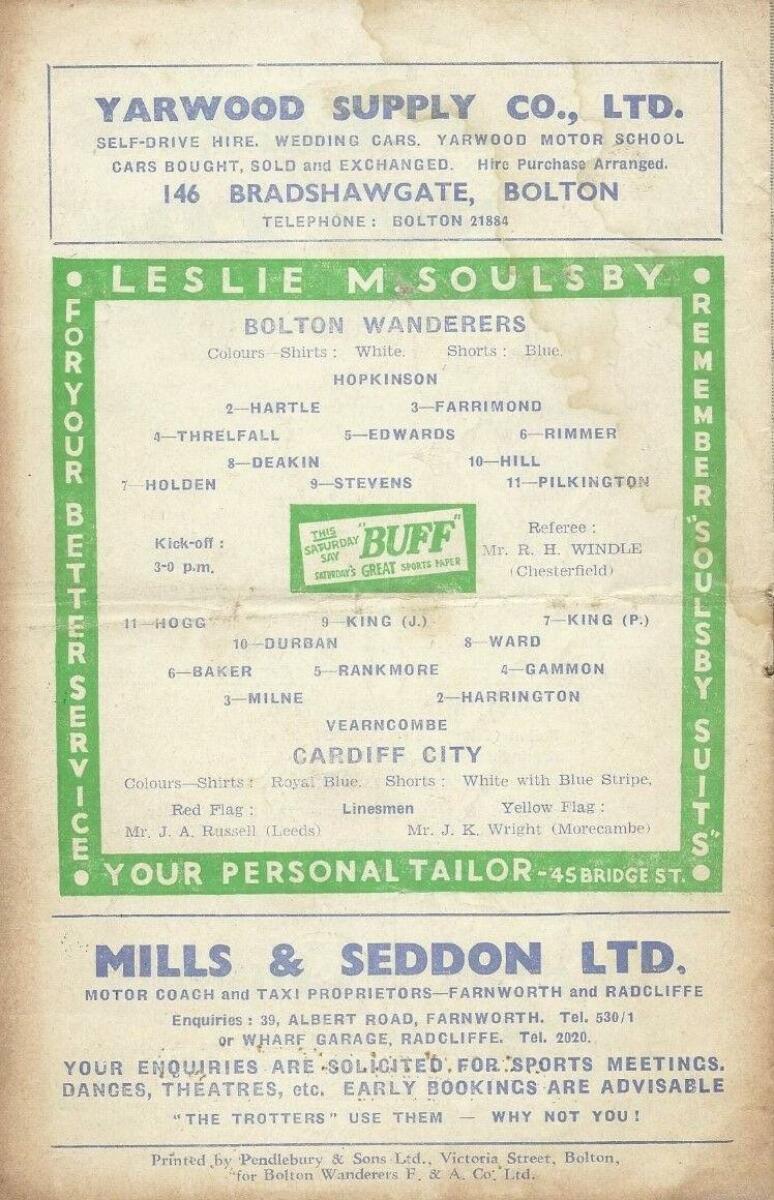 YARWOOD SUPPLY CO., LTD.
SELF-DRIVE HIRE. WEDDING CARS. YARWOOD MOTOR SCHOOL
CARS BOUGHT, SOLD and EXCHANGED. Hire Purchase Arranged.
146 BRADSHAWGATE, BOLTON
TELEPHONE: BOLTON 21884
• LESLIE M SOULSBY •
FOR YOUR BETTER SERVICE
REMEMBER "SOULSBY SUITS"
BOLTON WANDERERS
Colours—Shirts: White. Shorts: Blue.
HOPKINSON
2—HARTLE 3—FARRIMOND
4—THRELFALL 5—EDWARDS 6—RIMMER
8—DEAKIN 10—HILL
7—HOLDEN 9—STEVENS 11—PILKINGTON
Kick-off:
3-0 p.m.
THIS
SATURDAY
SAY "BUFF"
SATURDAY'S GREAT SPORTS PAPER
Referee:
Mr. R. H. WINDLE
(Chesterfield)
11—HOGG 9—KING (J.) 7—KING (P.)
10—DURBAN 8—WARD
6—BAKER 5—RANKMORE 4—GAMMON
3—MILNE 2—HARRINGTON
VEARNCOMBE
CARDIFF CITY
Colours—Shirts: Royal Blue. Shorts: White with Blue Stripe.
Red Flag: Linesmen Yellow Flag:
Mr. J. A. Russell (Leeds) Mr. J. K. Wright (Morecambe)
• YOUR PERSONAL TAILOR - 45 BRIDGE ST. •
MILLS & SEDDON LTD.
MOTOR COACH and TAXI PROPRIETORS—FARNWORTH and RADCLIFFE
Enquiries: 39, ALBERT ROAD, FARNWORTH. Tel. 530/1
or WHARF GARAGE, RADCLIFFE. Tel. 2020.
YOUR ENQUIRIES ARE SOLICITED FOR SPORTS MEETINGS.
DANCES, THEATRES, etc. EARLY BOOKINGS ARE ADVISABLE
"THE TROTTERS" USE THEM — WHY NOT YOU!
Printed by Pendlebury & Sons Ltd., Victoria Street, Bolton,
for Bolton Wanderers F. & A. Co. Ltd.